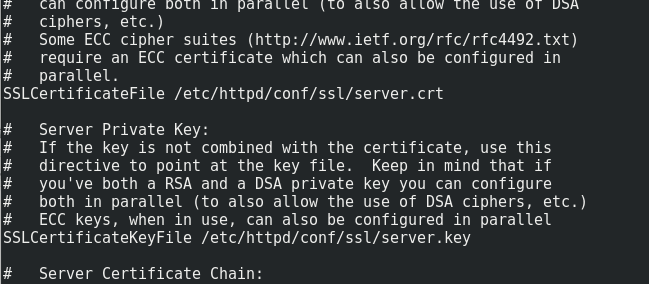 #   can configure both in parallel (to also allow the use of DSA
#   ciphers, etc.)
#   Some ECC cipher suites (http://www.ietf.org/rfc/rfc4492.txt)
#   require an ECC certificate which can also be configured in
#   parallel.
SSLCertificateFile /etc/httpd/conf/ssl/server.crt
#   Server Private Key:
#   If the key is not combined with the certificate, use this
#   directive to point at the key file.  Keep in mind that if
#   you've both a RSA and a DSA private key you can configure
#   both in parallel (to also allow the use of DSA ciphers, etc.)
#   ECC keys, when in use, can also be configured in parallel
SSLCertificateKeyFile /etc/httpd/conf/ssl/server.key
#   Server Certificate Chain: